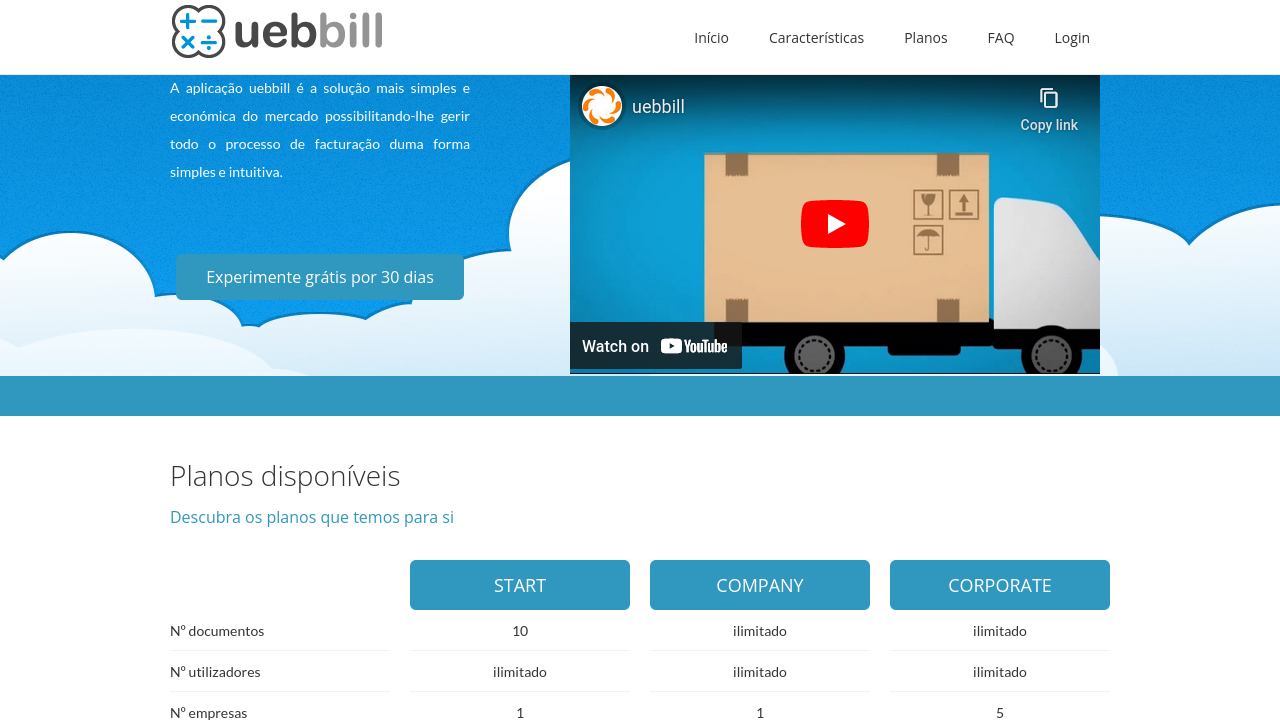 uebbill
Início Características Planos FAQ Login
A aplicação uebbill é a solução mais simples e
económica do mercado possibilitando-lhe gerir
todo o processo de facturação duma forma
simples e intuitiva.
Experimente grátis por 30 dias
uebbill
Copy link
Watch on YouTube
Planos disponíveis
Descubra os planos que temos para si
START COMPANY CORPORATE
Nº documentos 10 ilimitado ilimitado
Nº utilizadores ilimitado ilimitado ilimitado
Nº empresas 1 1 5